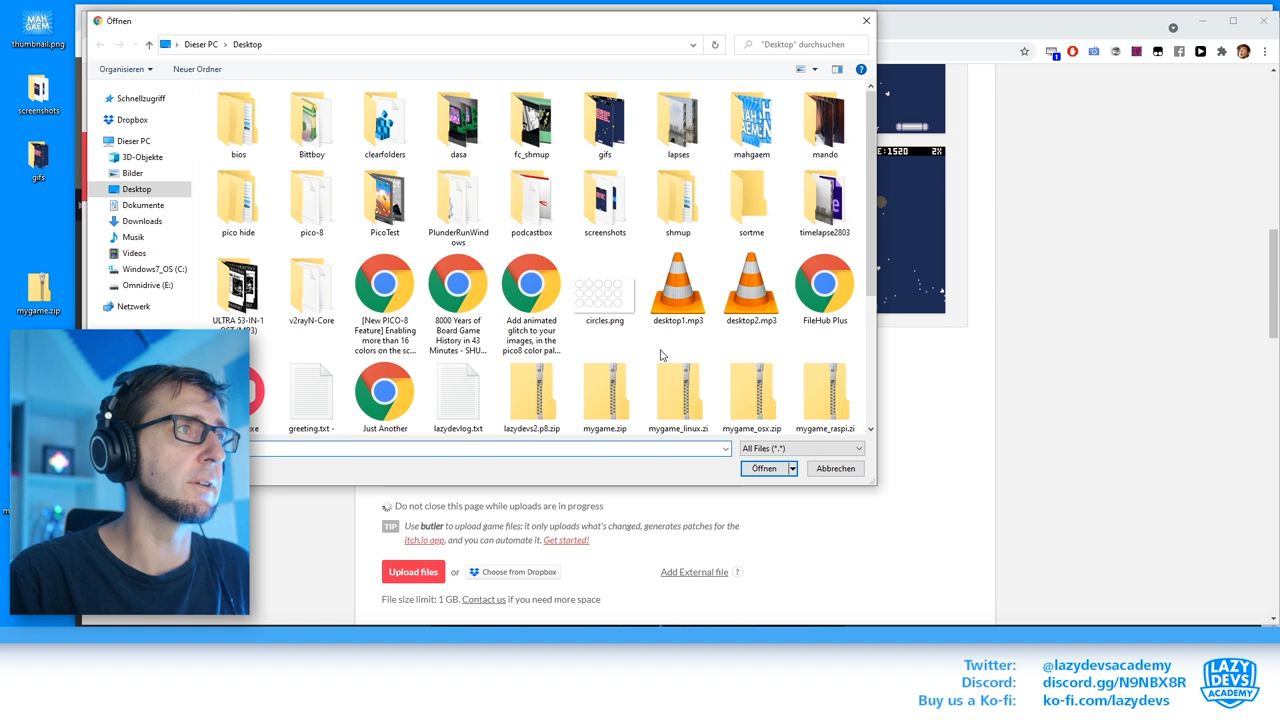 MAH
GAEM
thumbnail.png
screenshots
gifs
mygame.zip
Öffnen
Dieser PC
Desktop
"Desktop" durchsuchen
Organisieren
Neuer Ordner
Schnellzugriff
Dropbox
Dieser PC
3D-Objekte
Bilder
Desktop
Dokumente
Downloads
Musik
Videos
Windows7_OS (C:)
Omnidrive (E:)
Netzwerk
bios
Bittboy
clearfolders
dasa
fc_shmup
gifs
lapses
mahgaem
mando
pico hide
pico-8
PicoTest
PlunderRunWind
ows
podcastbox
screenshots
shmup
sortme
timelapse2803
ULTRA 53-IN-1
v2rayN-Core
[New PICO-8
Feature] Enabling
more than 16
colors on the sc...
8000 Years of
Board Game
History in 43
Minutes - SHU...
Add animated
glitch to your
images, in the
pico8 color pal...
circles.png
desktop1.mp3
desktop2.mp3
FileHub Plus
greeting.txt -
Just Another
lazydevlog.txt
lazydevs2.p8.zip
mygame.zip
mygame_linux.zi
mygame_osx.zip
mygame_raspi.zi
All Files (*.*)
Öffnen
Abbrechen
E:1520 2X
Do not close this page while uploads are in progress
TIP Use butler to upload game files: it only uploads what's changed, generates patches for the
itch.io app, and you can automate it. Get started!
Upload files or Choose from Dropbox
Add External file ?
File size limit: 1 GB. Contact us if you need more space
Twitter: @lazydevsacademy
Discord: discord.gg/N9NBX8R
Buy us a Ko-fi: ko-fi.com/lazydevs
LAZY
DEVS
ACADEMY